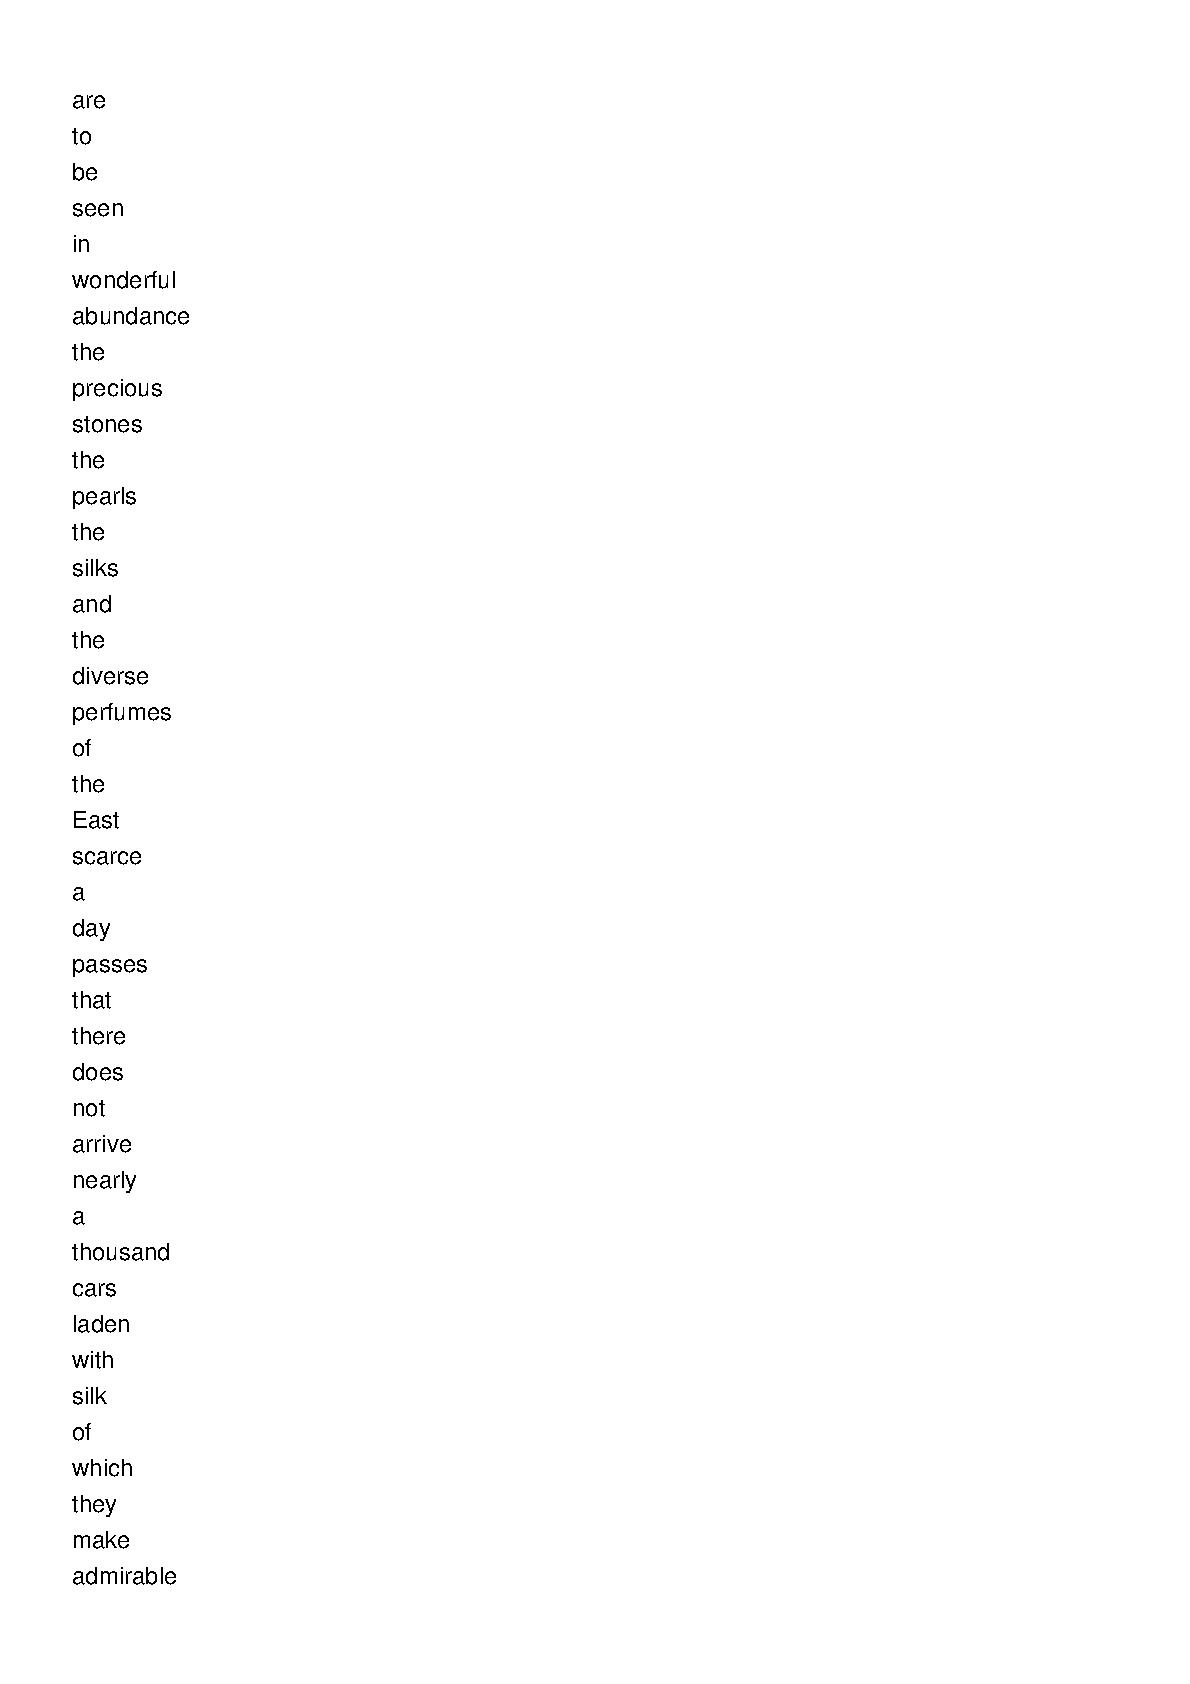 are
to
be
seen
in
wonderful
abundance
the
precious
stones
the
pearls
the
silks
and
the
diverse
perfumes
of
the
East
scarce
a
day
passes
that
there
does
not
arrive
nearly
a
thousand
cars
laden
with
silk
of
which
they
make
admirable